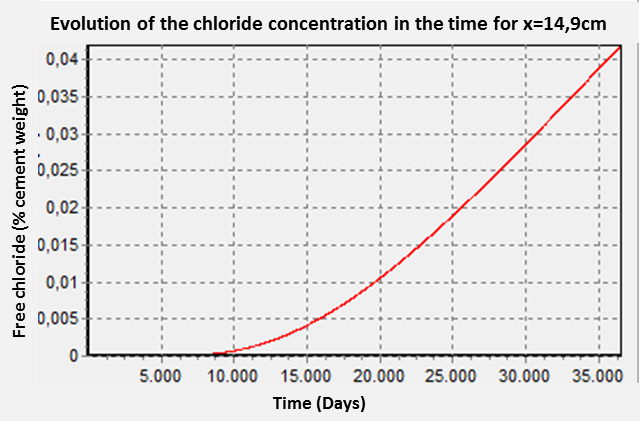 Evolution of the chloride concentration in the time for x=14,9cm
Free chloride (% cement weight)
0,04
0,035
0,03
0,025
0,02
0,015
0,01
0,005
0
5.000 10.000 15.000 20.000 25.000 30.000 35.000
Time (Days)